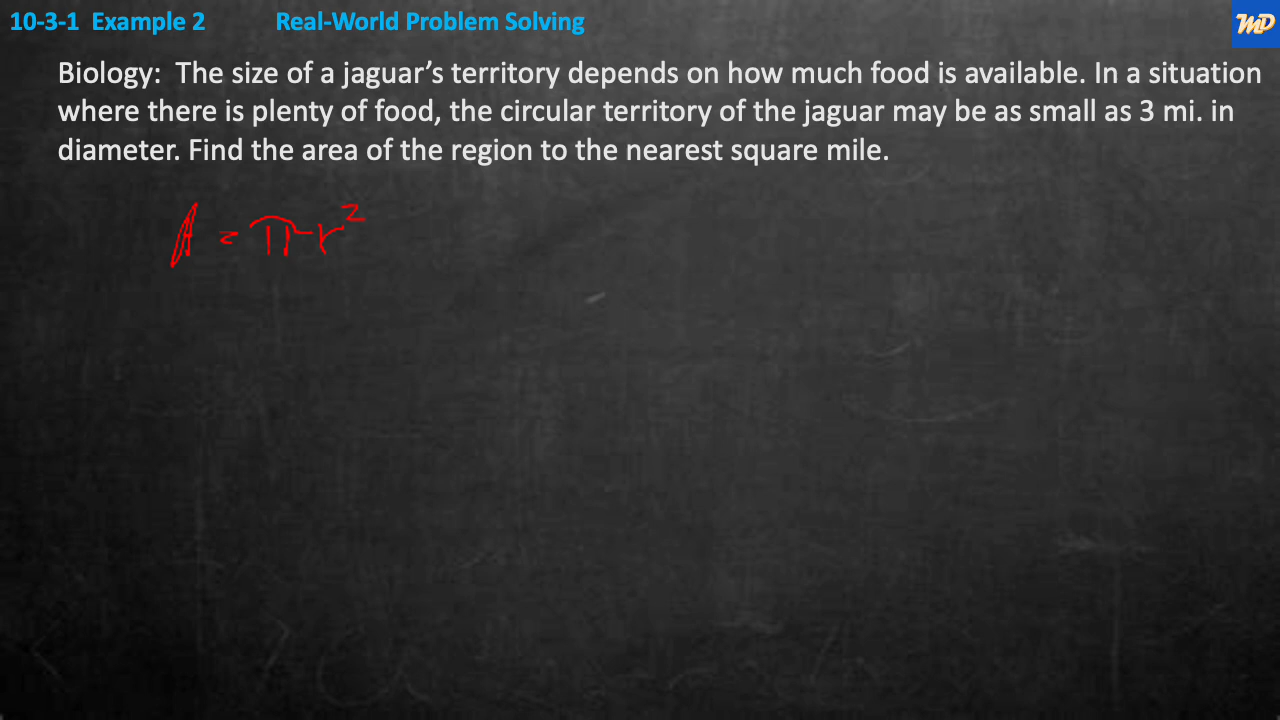 10-3-1 Example 2 Real-World Problem Solving
MD
Biology: The size of a jaguar’s territory depends on how much food is available. In a situation
where there is plenty of food, the circular territory of the jaguar may be as small as 3 mi. in
diameter. Find the area of the region to the nearest square mile.
A = πr²